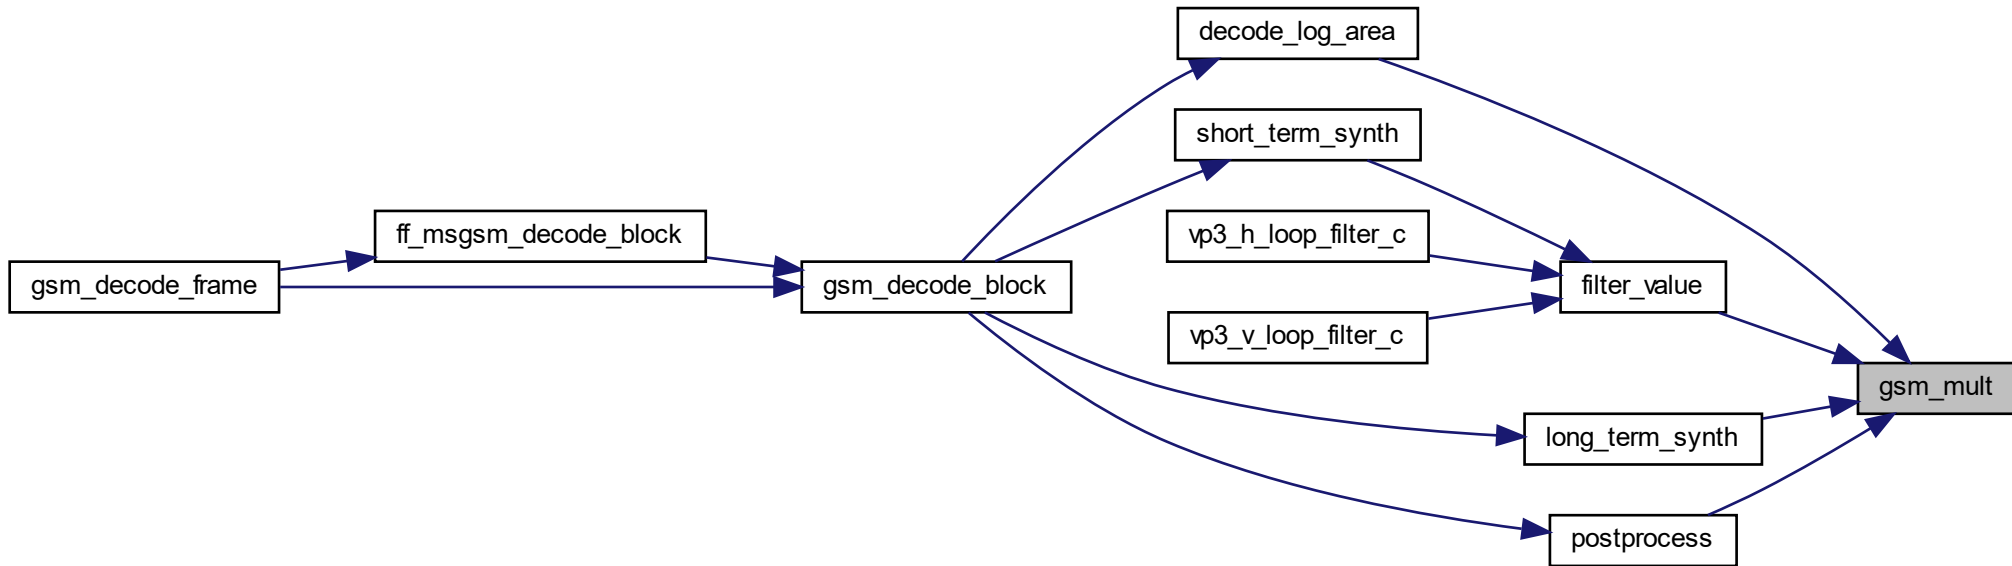 decode_log_area
short_term_synth
ff_msgsm_decode_block
vp3_h_loop_filter_c
gsm_decode_frame
gsm_decode_block
filter_value
vp3_v_loop_filter_c
gsm_mult
long_term_synth
postprocess